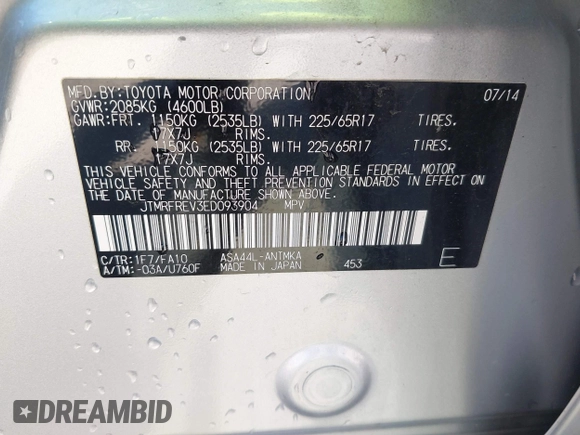 MFD.BY:TOYOTA MOTOR CORPORATION 07/14
GVWR:2085KG (4600LB)
GAWR:FRT. 1150KG (2535LB) WITH 225/65R17 TIRES.
17X7J RIMS.
RR. 1150KG (2535LB) WITH 225/65R17 TIRES.
17X7J RIMS.
THIS VEHICLE CONFORMS TO ALL APPLICABLE FEDERAL MOTOR
VEHICLE SAFETY AND THEFT PREVENTION STANDARDS IN EFFECT ON
THE DATE OF MANUFACTURE SHOWN ABOVE.
JTMRFREV3ED093904 MPV
C/TR:1F7/FA10 ASA44L-ANTMKA
A/TM:-03A/U760F MADE IN JAPAN 453 E
DREAMBID